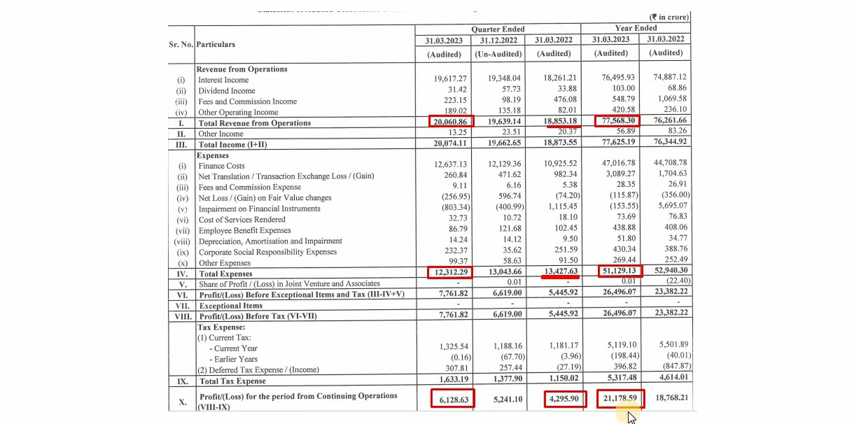 (₹ in crore)
Sr. No. Particulars Quarter Ended Year Ended
31.03.2023 31.12.2022 31.03.2022 31.03.2023 31.03.2022
(Audited) (Un-Audited) (Audited) (Audited) (Audited)
Revenue from Operations
(i) Interest Income 19,617.27 19,348.04 18,261.21 76,495.93 74,887.12
(ii) Dividend Income 31.42 57.73 33.88 103.00 68.86
(iii) Fees and Commission Income 223.15 98.19 476.08 548.79 1,069.58
(iv) Other Operating Income 189.02 135.18 82.01 420.58 236.10
I. Total Revenue from Operations 20,060.86 19,639.14 18,853.18 77,568.30 76,261.66
II. Other Income 13.25 23.51 20.37 56.89 83.26
III. Total Income (I+II) 20,074.11 19,662.65 18,873.55 77,625.19 76,344.92
Expenses
(i) Finance Costs 12,637.13 12,129.36 10,925.52 47,016.78 44,708.78
(ii) Net Translation / Transaction Exchange Loss / (Gain) 260.84 471.62 982.34 3,089.27 1,704.63
(iii) Fees and Commission Expense 9.11 6.16 5.38 28.35 26.91
(iv) Net Loss / (Gain) on Fair Value changes (256.95) 596.74 (74.20) (115.87) (356.00)
(v) Impairment on Financial Instruments (803.34) (400.99) 1,115.45 (153.55) 5,695.07
(vi) Cost of Services Rendered 32.73 10.72 18.10 73.69 76.83
(vii) Employee Benefit Expenses 86.79 121.68 102.45 438.88 408.06
(viii) Depreciation, Amortisation and Impairment 14.24 14.12 9.50 51.80 34.77
(ix) Corporate Social Responsibility Expenses 232.37 35.62 251.59 430.34 388.76
(x) Other Expenses 99.37 58.63 91.50 269.44 252.49
IV. Total Expenses 12,312.29 13,043.66 13,427.63 51,129.13 52,940.30
V. Share of Profit / (Loss) in Joint Venture and Associates - 0.01 - 0.01 (22.40)
VI. Profit/(Loss) Before Exceptional Items and Tax (III-IV+V) 7,761.82 6,619.00 5,445.92 26,496.07 23,382.22
VII. Exceptional Items - - - - -
VIII. Profit/(Loss) Before Tax (VI-VII) 7,761.82 6,619.00 5,445.92 26,496.07 23,382.22
Tax Expense:
(1) Current Tax:
- Current Year 1,325.54 1,188.16 1,181.17 5,119.10 5,501.89
- Earlier Years (0.16) (67.70) (3.96) (198.44) (40.01)
(2) Deferred Tax Expense / (Income) 307.81 257.44 (27.19) 396.82 (847.87)
IX. Total Tax Expense 1,633.19 1,377.90 1,150.02 5,317.48 4,614.01
X. Profit/(Loss) for the period from Continuing Operations
(VIII-IX) 6,128.63 5,241.10 4,295.90 21,178.59 18,768.21